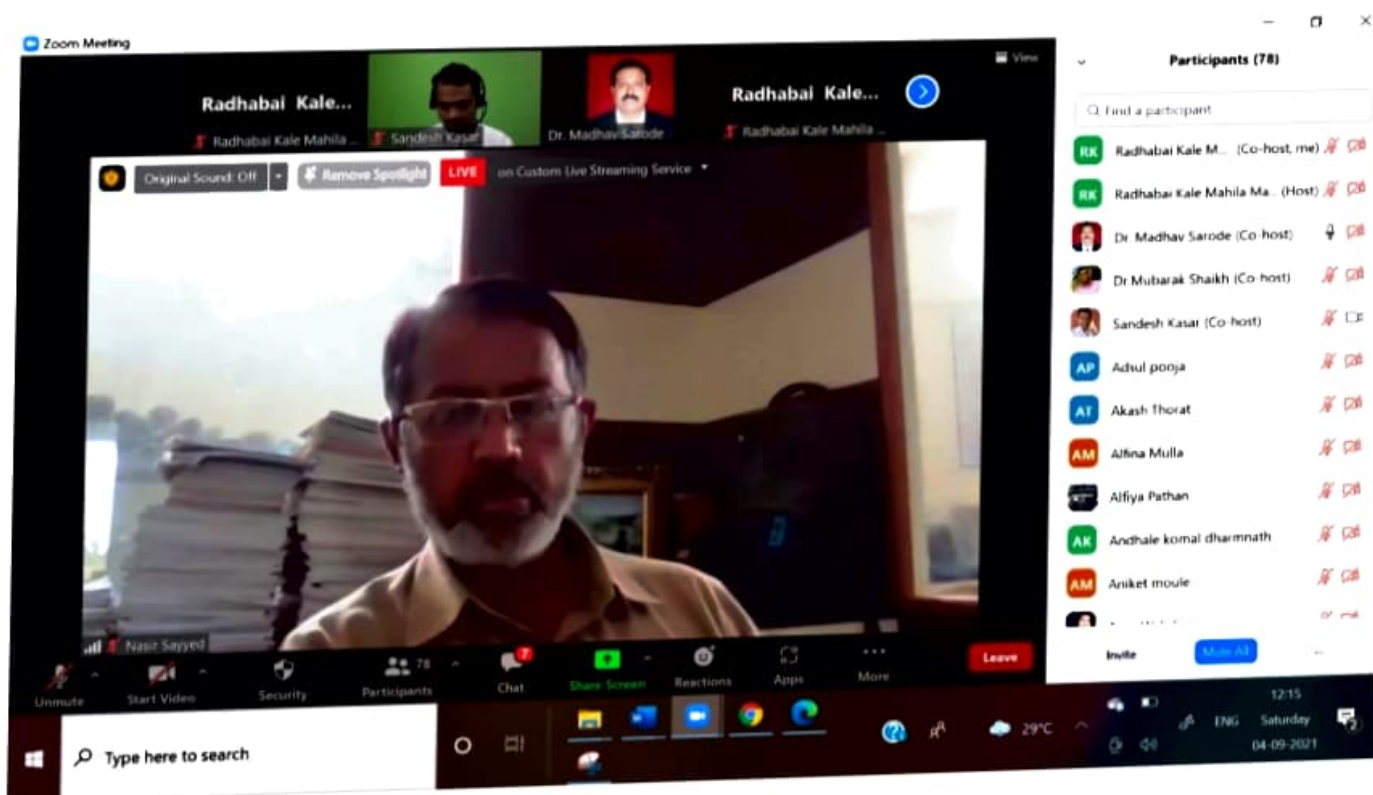 Zoom Meeting
View
Radhabai Kale...
Radhabai Kale Mahila ...
Sandesh Kasar
Dr. Madhav Sarode
Radhabai Kale...
Radhabai Kale Mahila ...
Original Sound: Off
Remove Spotlight
LIVE on Custom Live Streaming Service
Nasir Sayyed
Unmute
Start Video
Security
78
Participants
7
Chat
Share Screen
Reactions
Apps
More
Leave
Participants (78)
Find a participant
RK Radhabai Kale M... (Co-host, me)
RK Radhabai Kale Mahila Ma... (Host)
Dr. Madhav Sarode (Co-host)
Dr Mubarak Shaikh (Co-host)
Sandesh Kasar (Co-host)
AP Adsul pooja
AT Akash Thorat
AM Alfina Mulla
Alfiya Pathan
AK Andhale komal dharmnath
AM Aniket moule
Invite
Mute All
...
Type here to search
29°C
ENG
12:15
Saturday
04-09-2021
2